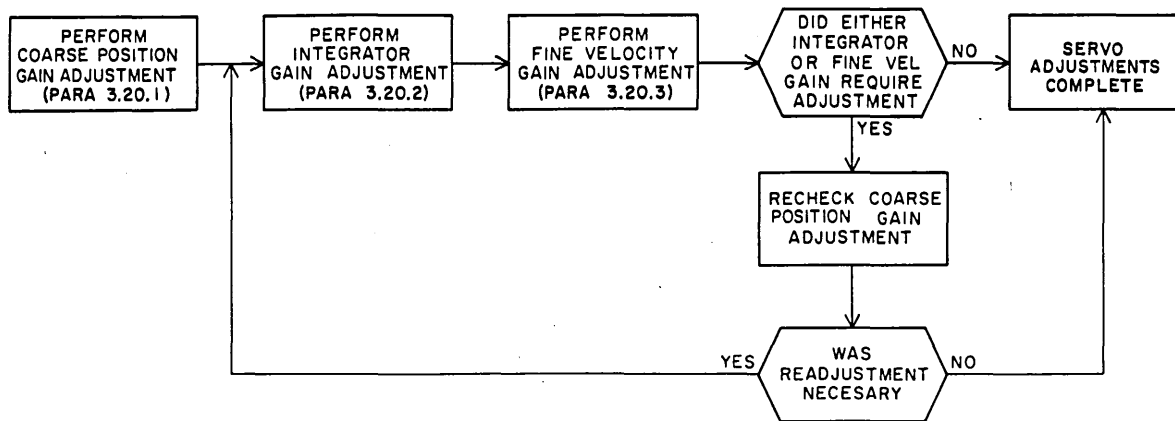 PERFORM
COARSE POSITION
GAIN ADJUSTMENT
(PARA 3.20.1)
PERFORM
INTEGRATOR
GAIN ADJUSTMENT
(PARA 3.20.2)
PERFORM
FINE VELOCITY
GAIN ADJUSTMENT
(PARA 3.20.3)
DID EITHER
INTEGRATOR
OR FINE VEL
GAIN REQUIRE
ADJUSTMENT
NO
SERVO
ADJUSTMENTS
COMPLETE
YES
RECHECK COARSE
POSITION GAIN
ADJUSTMENT
YES
WAS
READJUSTMENT
NECESARY
NO